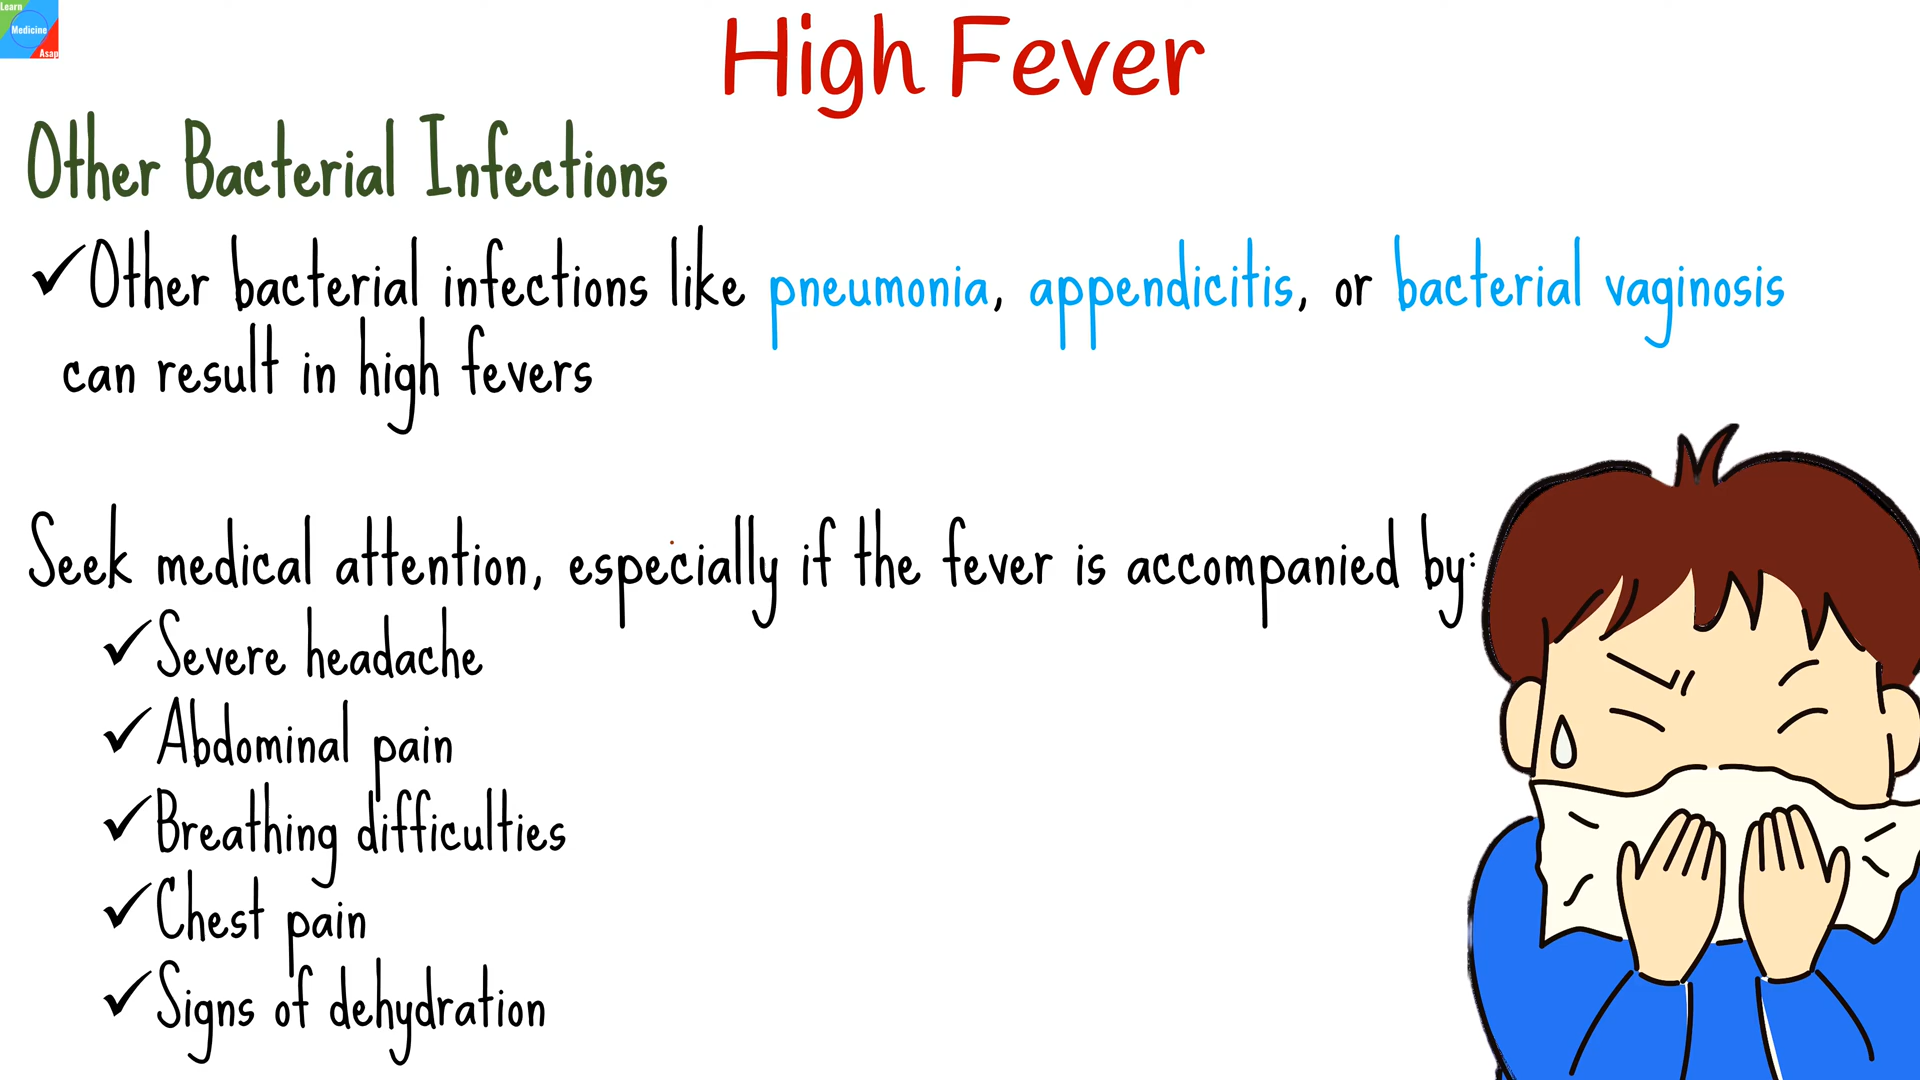 Learn
Medicine
Asap
High Fever
Other Bacterial Infections
✓Other bacterial infections like pneumonia, appendicitis, or bacterial vaginosis
can result in high fevers
Seek medical attention, especially if the fever is accompanied by:
✓Severe headache
✓Abdominal pain
✓Breathing difficulties
✓Chest pain
✓Signs of dehydration